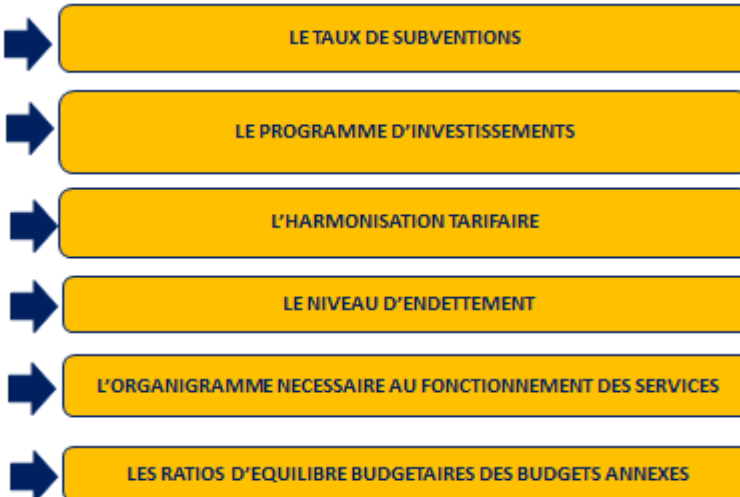 LE TAUX DE SUBVENTIONS
LE PROGRAMME D'INVESTISSEMENTS
L'HARMONISATION TARIFAIRE
LE NIVEAU D'ENDETTEMENT
L'ORGANIGRAMME NECESSAIRE AU FONCTIONNEMENT DES SERVICES
LES RATIOS D'EQUILIBRE BUDGETAIRES DES BUDGETS ANNEXES